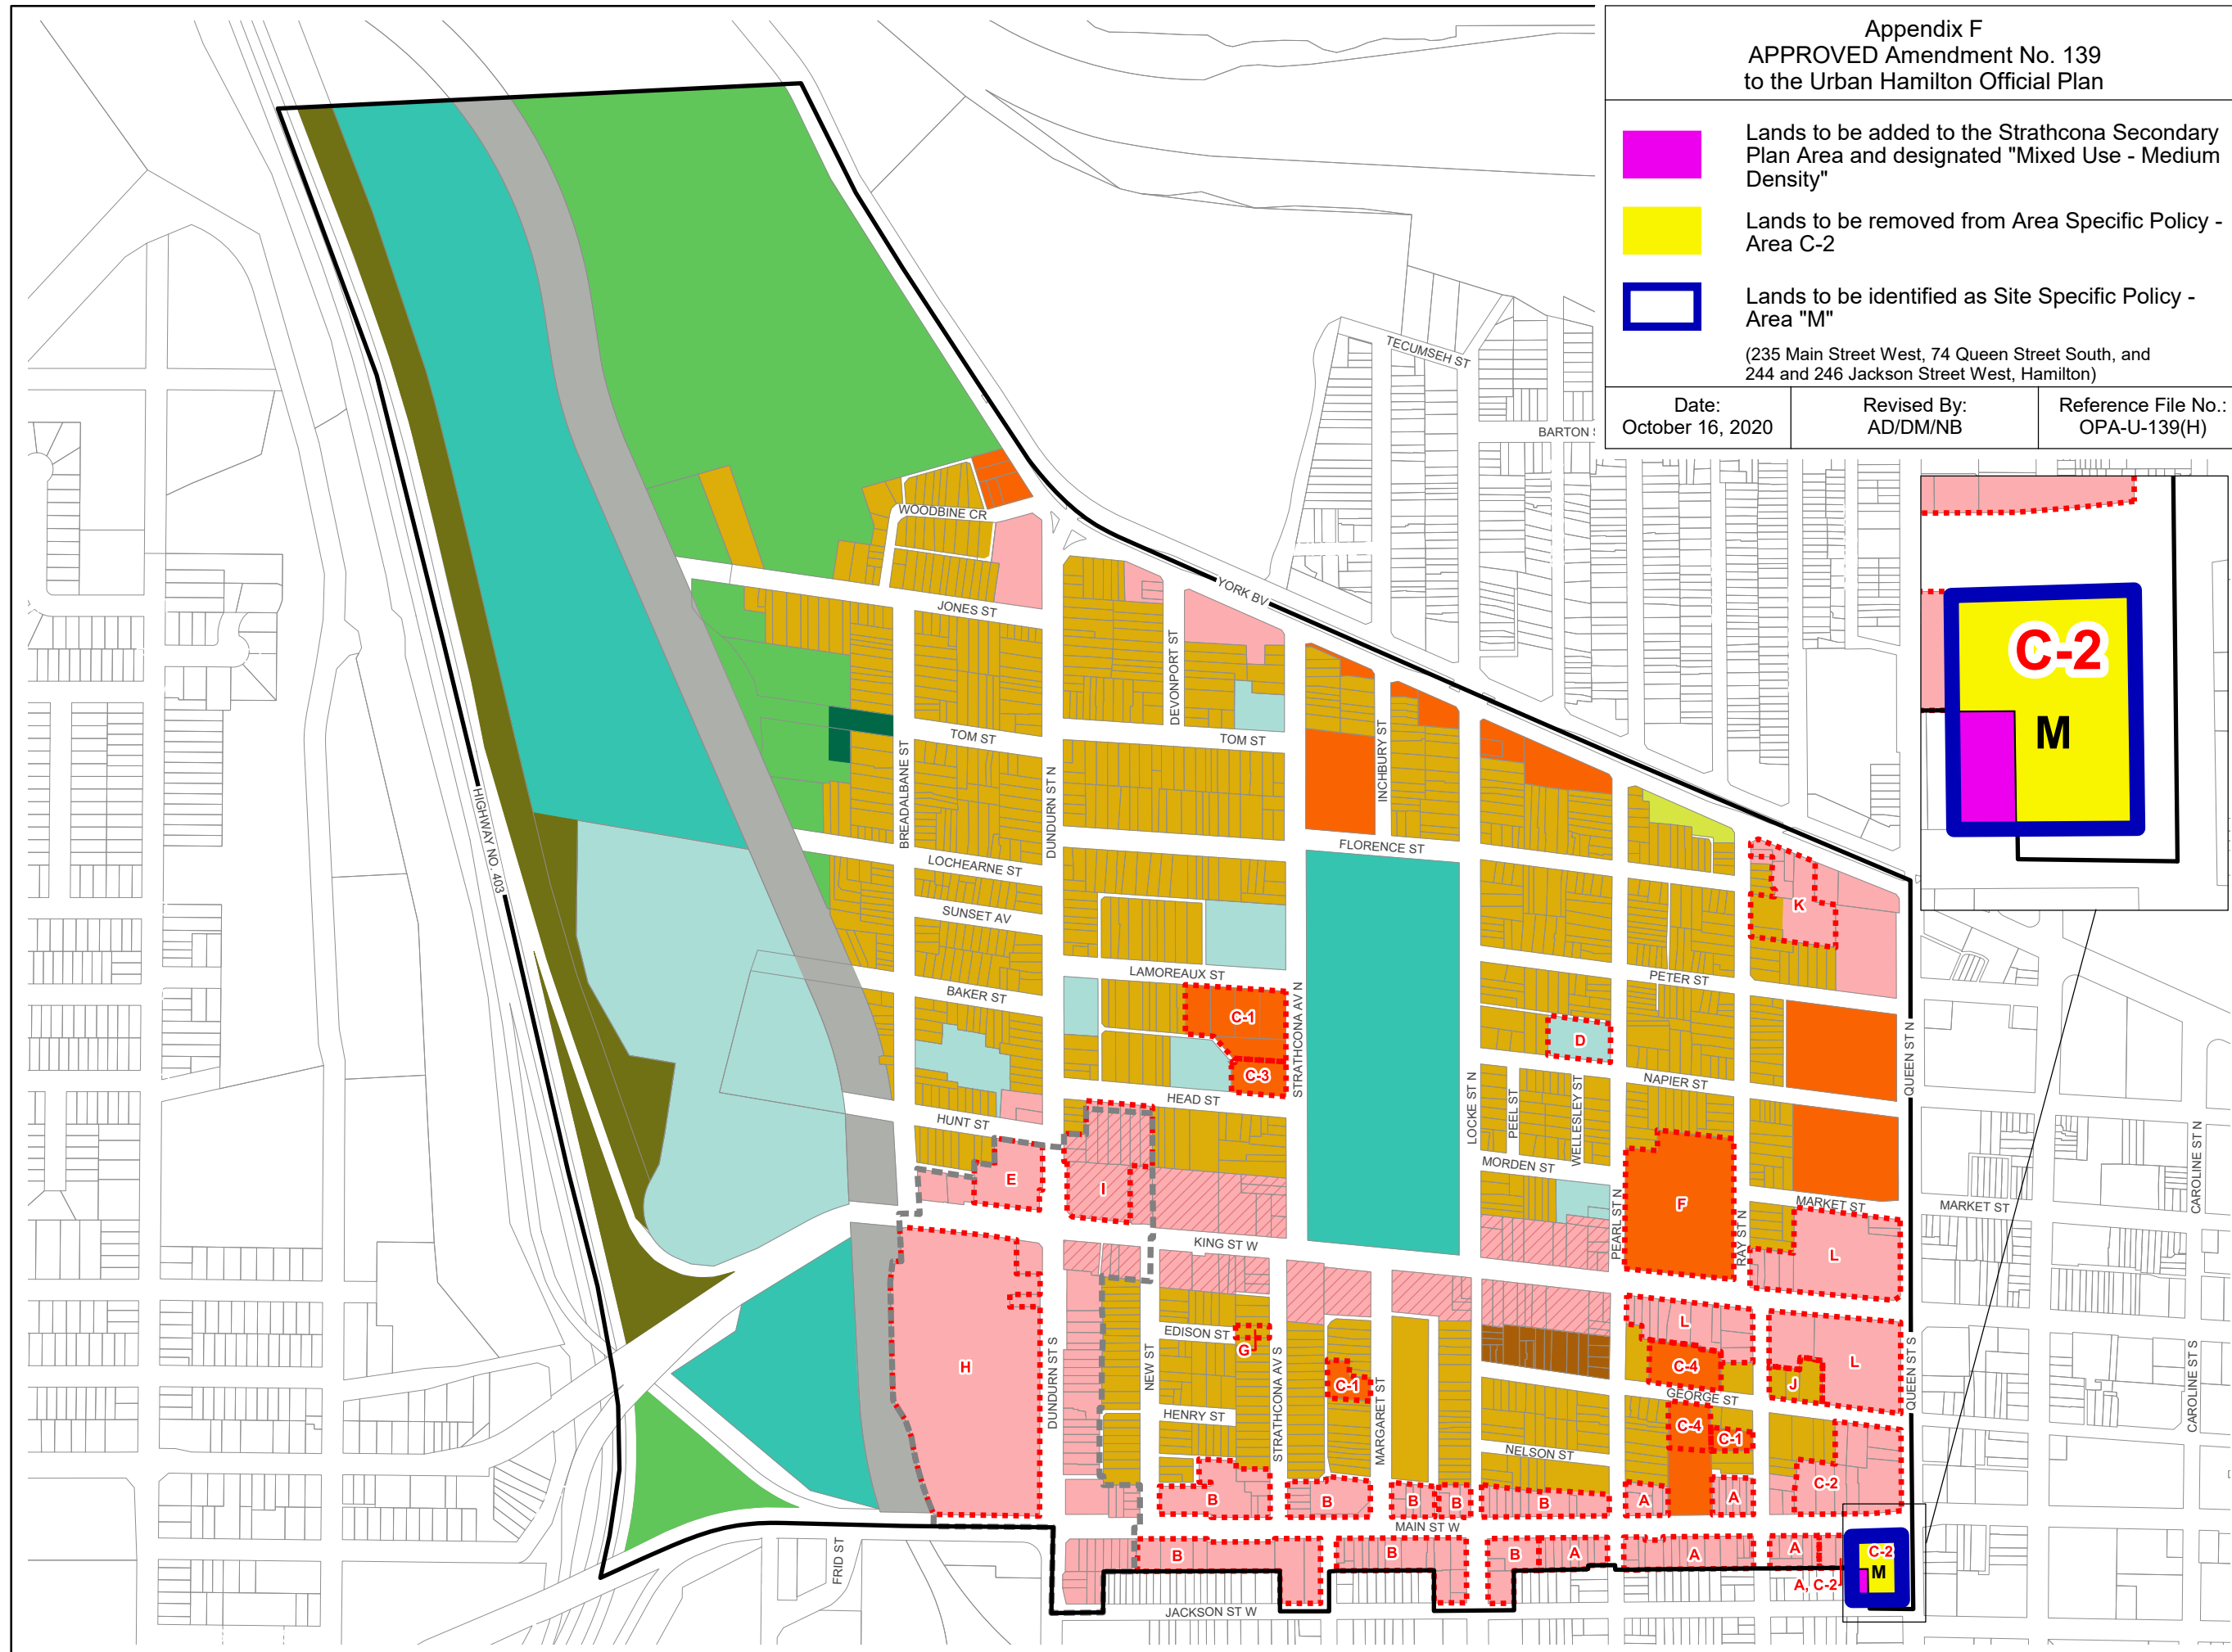 Appendix F
APPROVED Amendment No. 139
to the Urban Hamilton Official Plan
Lands to be added to the Strathcona Secondary
Plan Area and designated "Mixed Use - Medium
Density"
Lands to be removed from Area Specific Policy -
Area C-2
Lands to be identified as Site Specific Policy -
Area "M"
(235 Main Street West, 74 Queen Street South, and
244 and 246 Jackson Street West, Hamilton)
Date:
October 16, 2020
Revised By:
AD/DM/NB
Reference File No.:
OPA-U-139(H)
TECUMSEH ST
BARTON
C-2
M
WOODBINE CR
YORK BV
JONES ST
DEVONPORT ST
TOM ST
TOM ST
INCHBURY ST
BREADALBANE ST
DUNDURN ST N
HIGHWAY NO. 403
FLORENCE ST
LOCHEARNE ST
SUNSET AV
K
LAMOREAUX ST
PETER ST
BAKER ST
C-1
STRATHCONA AV N
D
QUEEN ST N
C-3
NAPIER ST
HEAD ST
LOCKE ST N
PEEL ST
WELLESLEY ST
HUNT ST
MORDEN ST
CAROLINE ST N
E
I
F
MARKET ST
MARKET ST
PEARL ST N
RAY ST N
KING ST W
L
EDISON ST
G
L
L
H
C-4
J
DUNDURN ST S
NEW ST
STRATHCONA AV S
C-1
MARGARET ST
GEORGE ST
QUEEN ST S
CAROLINE ST S
HENRY ST
C-4
C-1
NELSON ST
C-2
B
B
B
B
B
A
A
MAIN ST W
FRID ST
B
B
B
A
A
A
C-2
M
A, C-2
JACKSON ST W